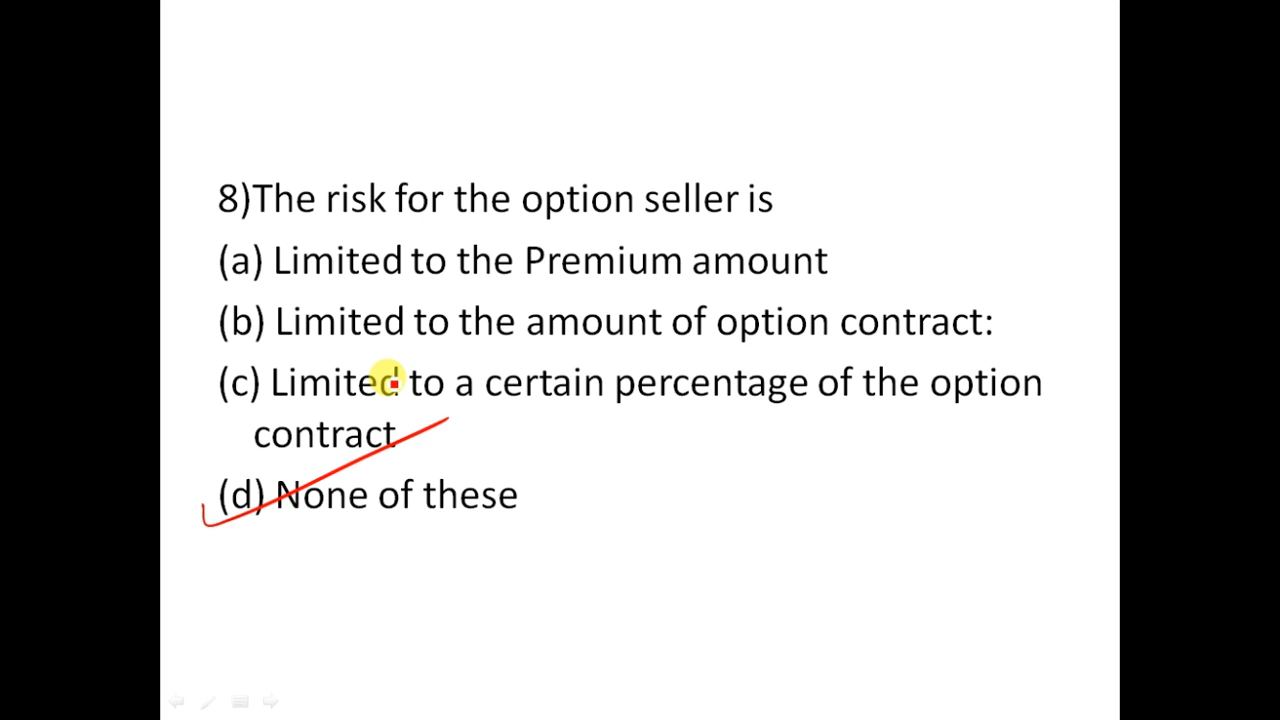 8)The risk for the option seller is
(a) Limited to the Premium amount
(b) Limited to the amount of option contract:
(c) Limited to a certain percentage of the option
contract
(d) None of these